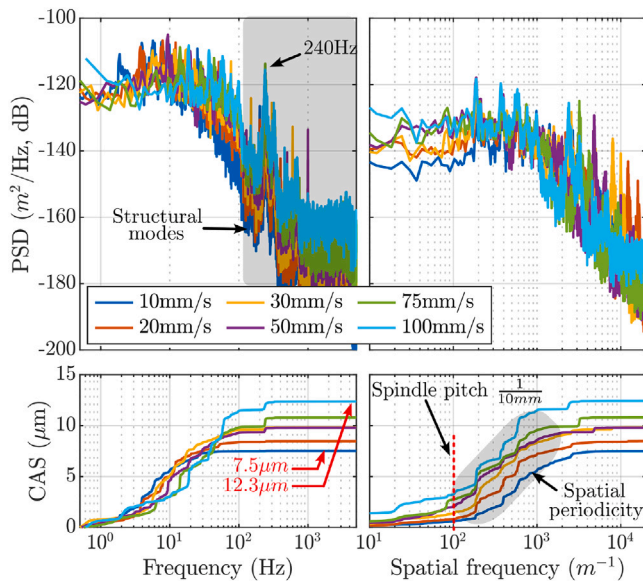 -100
-120
-140
-160
-180
-200
PSD (m²/Hz, dB)
240Hz
Structural
modes
10mm/s 30mm/s 75mm/s
20mm/s 50mm/s 100mm/s
15
10
5
0
CAS (μm)
7.5μm
12.3μm
10⁰ 10¹ 10² 10³
Frequency (Hz)
Spindle pitch 1/10mm
Spatial
periodicity
10¹ 10² 10³ 10⁴
Spatial frequency (m⁻¹)